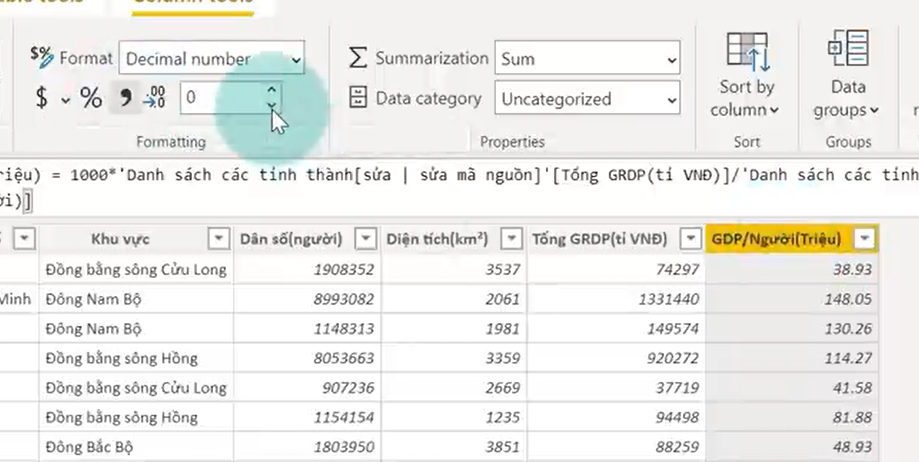 Column tools
$% Format Decimal number
Summarization Sum
$ % , .00 0
Data category Uncategorized
Sort by column
Data groups
Formatting
Properties
Sort
Groups
= 1000*'Danh sách các tỉnh thành[sửa | sửa mã nguồn]'[Tổng GRDP(tỉ VNĐ)]/'Danh sách các tỉnh
Khu vực Dân số(người) Diện tích(km²) Tổng GRDP(tỉ VNĐ) GDP/Người(Triệu)
Đồng bằng sông Cửu Long 1908352 3537 74297 38.93
Minh Đông Nam Bộ 8993082 2061 1331440 148.05
Đông Nam Bộ 1148313 1981 149574 130.26
Đồng bằng sông Hồng 8053663 3359 920272 114.27
Đồng bằng sông Cửu Long 907236 2669 37719 41.58
Đồng bằng sông Hồng 1154154 1235 94498 81.88
Đông Bắc Bộ 1803950 3851 88259 48.93